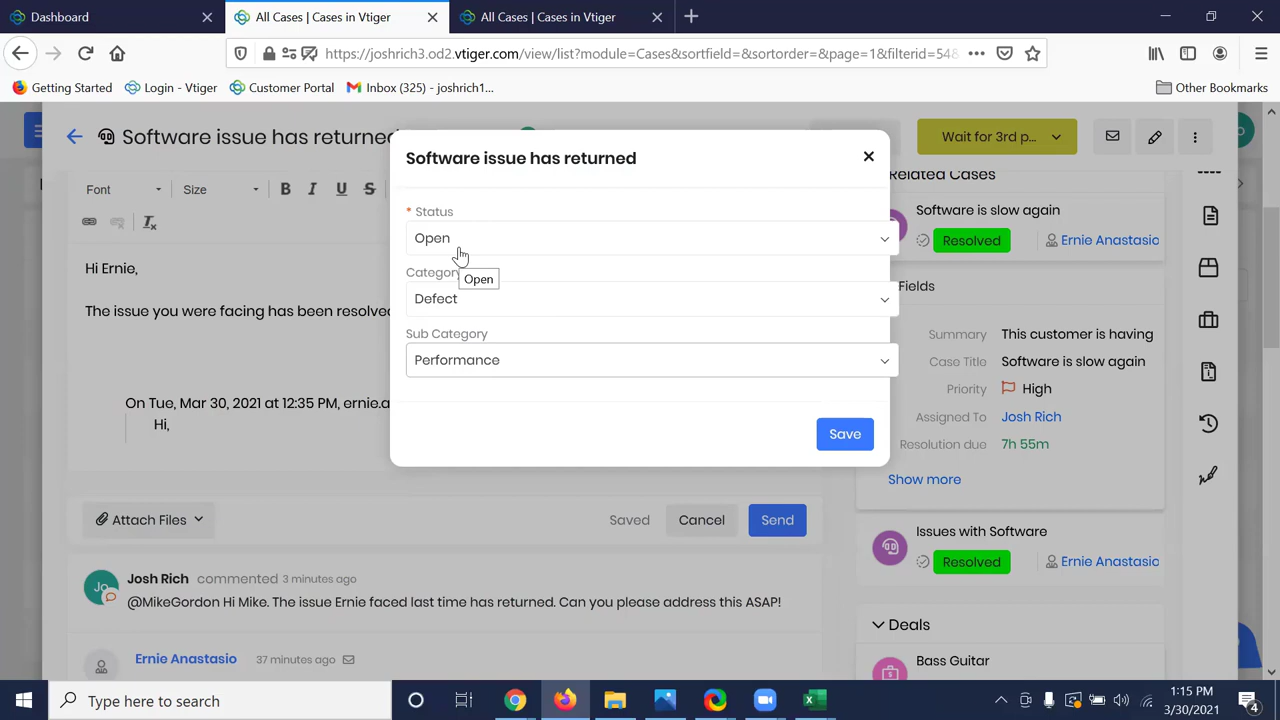 Dashboard
All Cases | Cases in Vtiger
All Cases | Cases in Vtiger
https://joshrich3.od2.vtiger.com/view/list?module=Cases&sortfield=&sortorder=&page=1&filterid=548
Getting Started
Login - Vtiger
Customer Portal
Inbox (325) - joshrich1...
Other Bookmarks
Software issue has returned
Wait for 3rd p...
Font
Size
B I U S
Hi Ernie,
The issue you were facing has been resolve
On Tue, Mar 30, 2021 at 12:35 PM, ernie.a
Hi,
Attach Files
Saved
Cancel
Send
Josh Rich commented 3 minutes ago
@MikeGordon Hi Mike. The issue Ernie faced last time has returned. Can you please address this ASAP!
Ernie Anastasio 37 minutes ago
Software issue has returned
* Status
Open
Open
Category
Defect
Sub Category
Performance
Save
Related Cases
Software is slow again
Resolved
Ernie Anastasio
Fields
Summary This customer is having
Case Title Software is slow again
Priority High
Assigned To Josh Rich
Resolution due 7h 55m
Show more
Issues with Software
Resolved
Ernie Anastasio
Deals
Bass Guitar
Type here to search
1:15 PM
3/30/2021
4